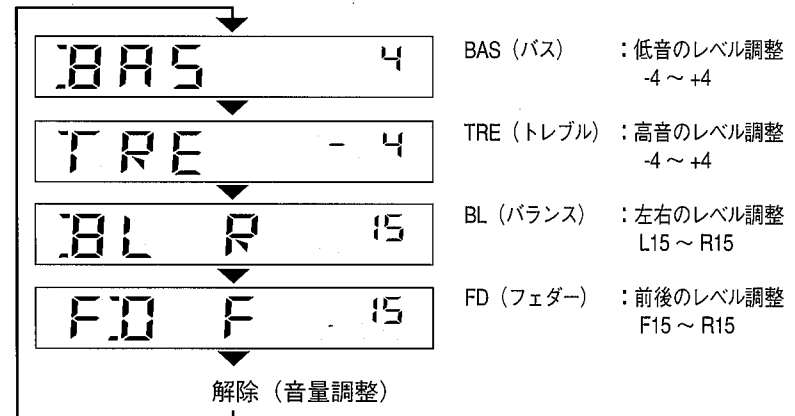 BAS 4
BAS（バス）　：低音のレベル調整
-4 ～ +4
TRE - 4
TRE（トレブル）：高音のレベル調整
-4 ～ +4
BL R 15
BL（バランス）　：左右のレベル調整
L15 ～ R15
FD F 15
FD（フェダー）　：前後のレベル調整
F15 ～ R15
解除（音量調整）